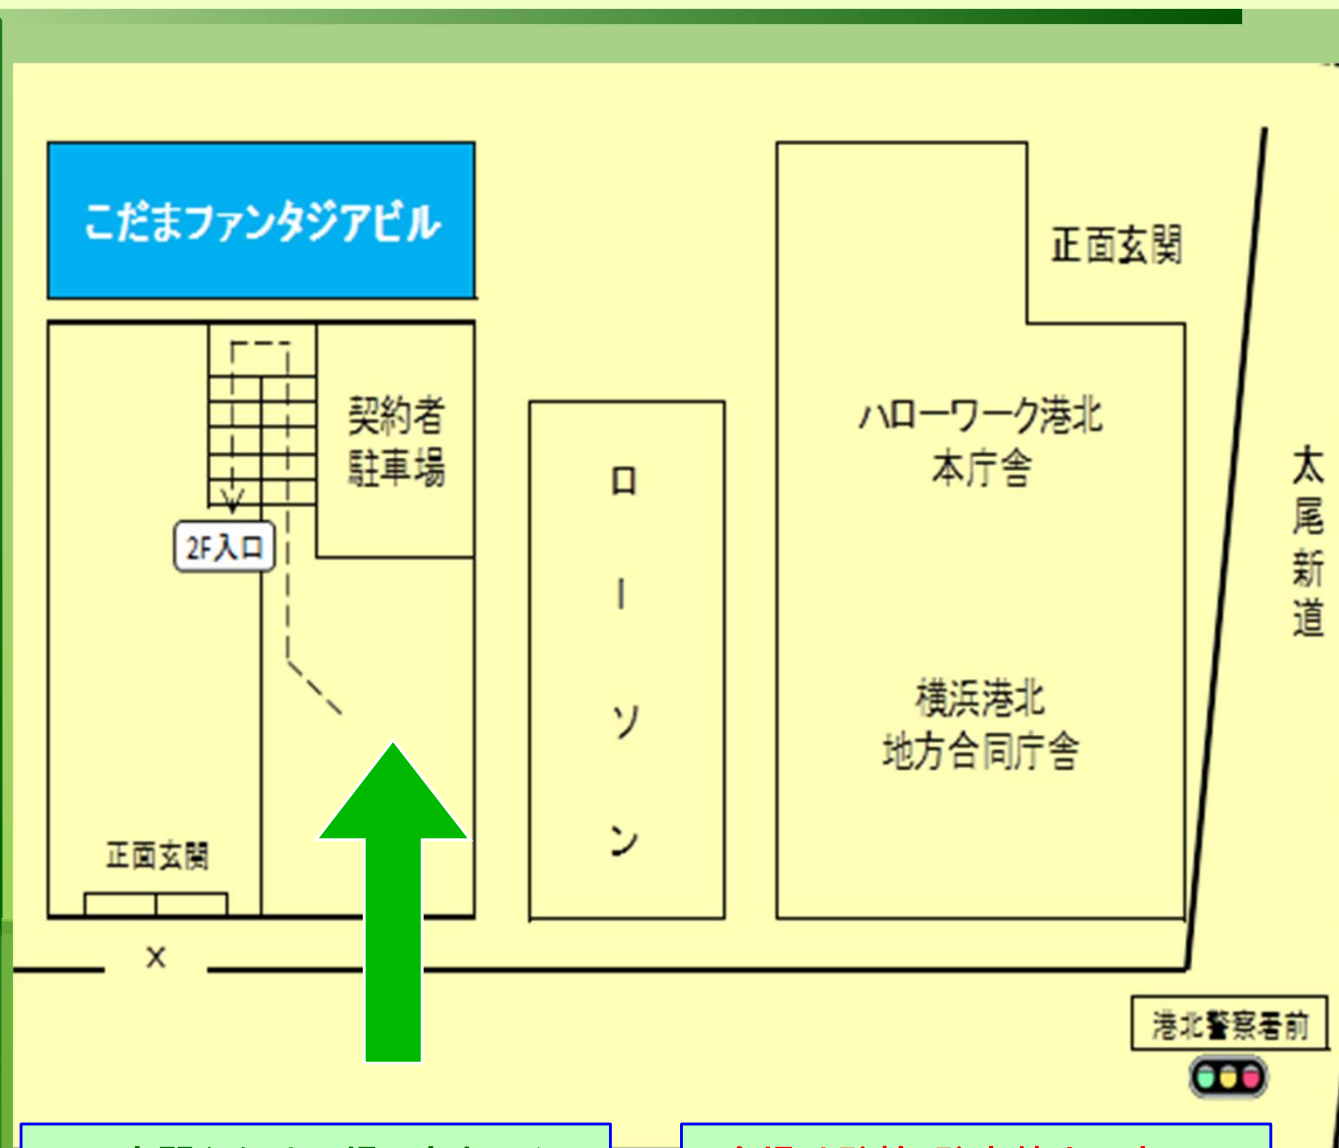 こだまファンタジアビル
正面玄関
契約者
駐車場
2F入口
ローソン
ハローワーク港北
本庁舎
横浜港北
地方合同庁舎
太尾新道
正面玄関
×
港北警察署前